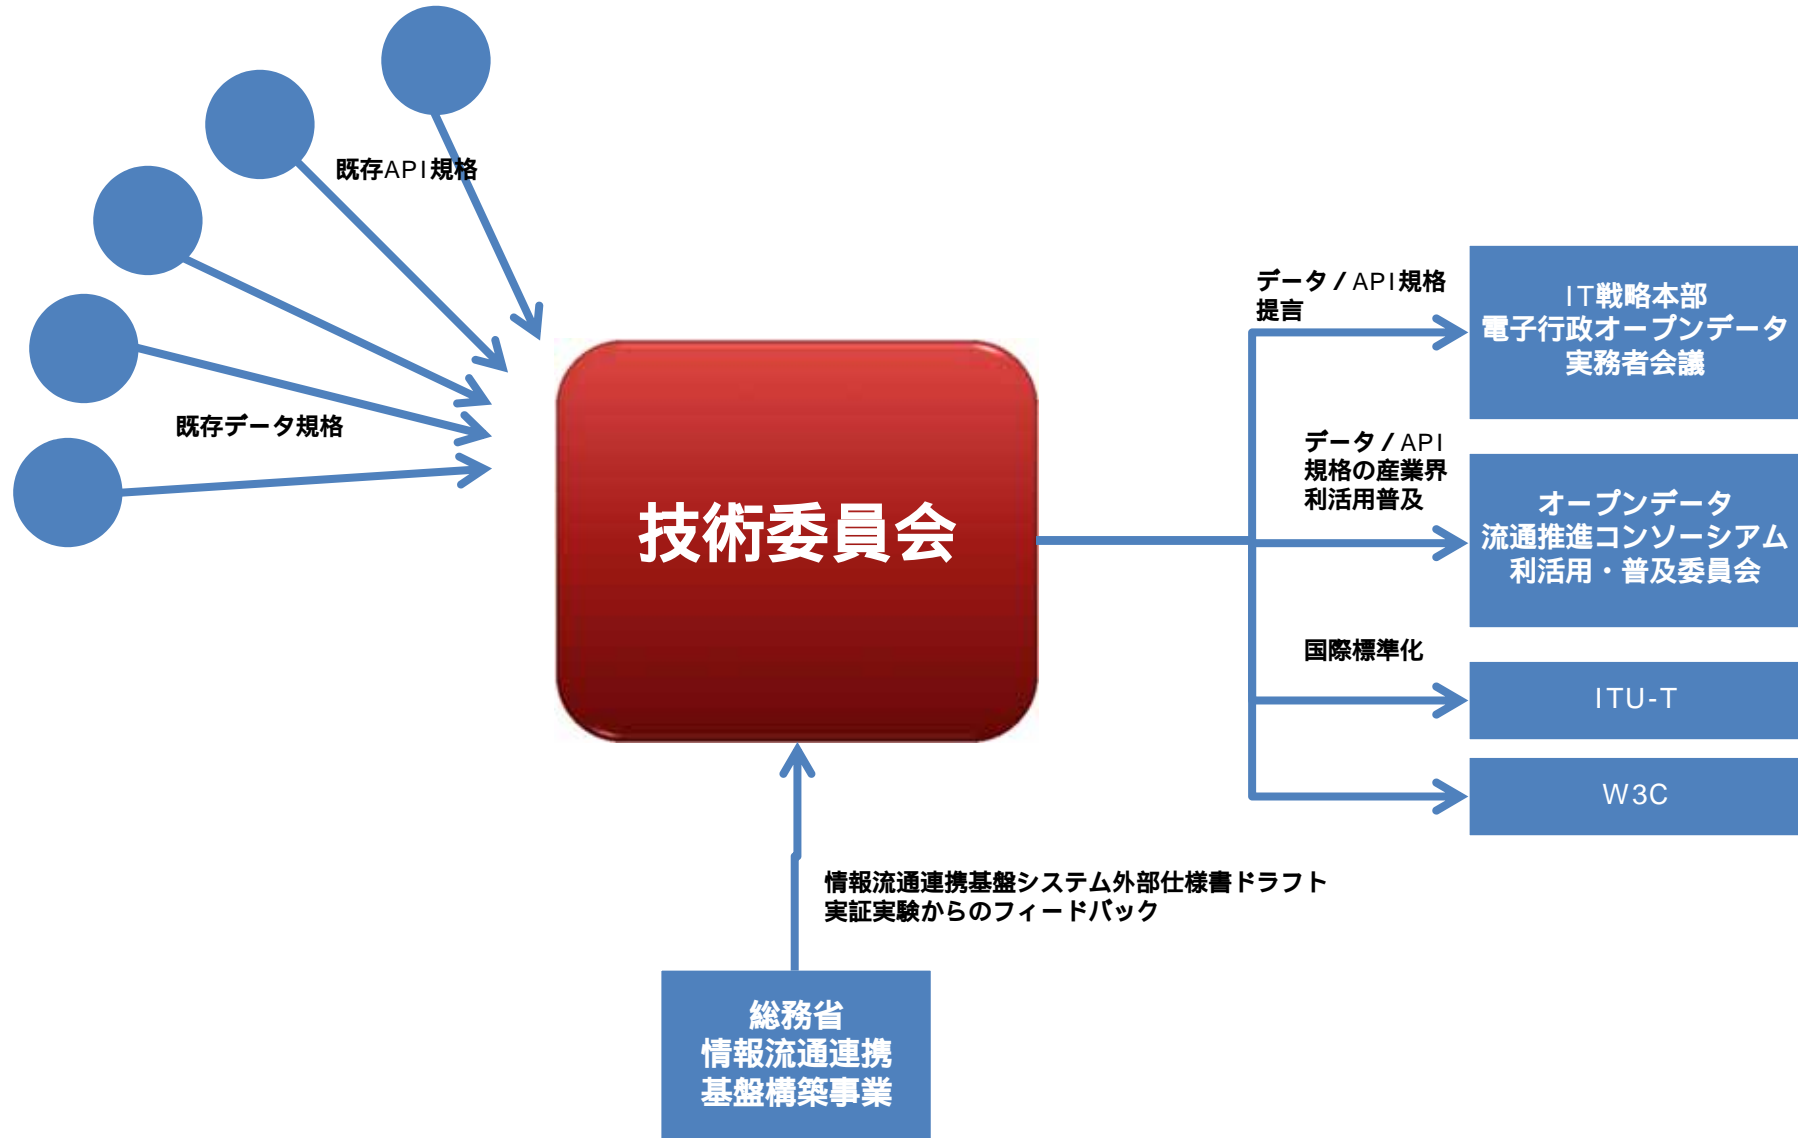 既存API規格
既存データ規格
技術委員会
データ/API規格
提言
IT戦略本部
電子行政オープンデータ
実務者会議
データ/API
規格の産業界
利活用普及
オープンデータ
流通推進コンソーシアム
利活用・普及委員会
国際標準化
ITU-T
W3C
情報流通連携基盤システム外部仕様書ドラフト
実証実験からのフィードバック
総務省
情報流通連携
基盤構築事業